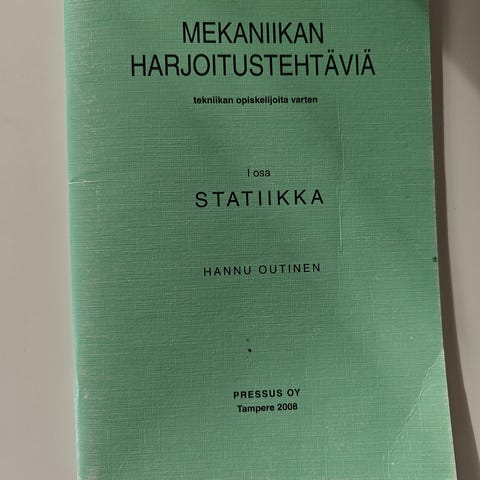 MEKANIIKAN
HARJOITUSTEHTÄVIÄ
tekniikan opiskelijoita varten
I osa
STATIIKKA
HANNU OUTINEN
PRESSUS OY
Tampere 2008